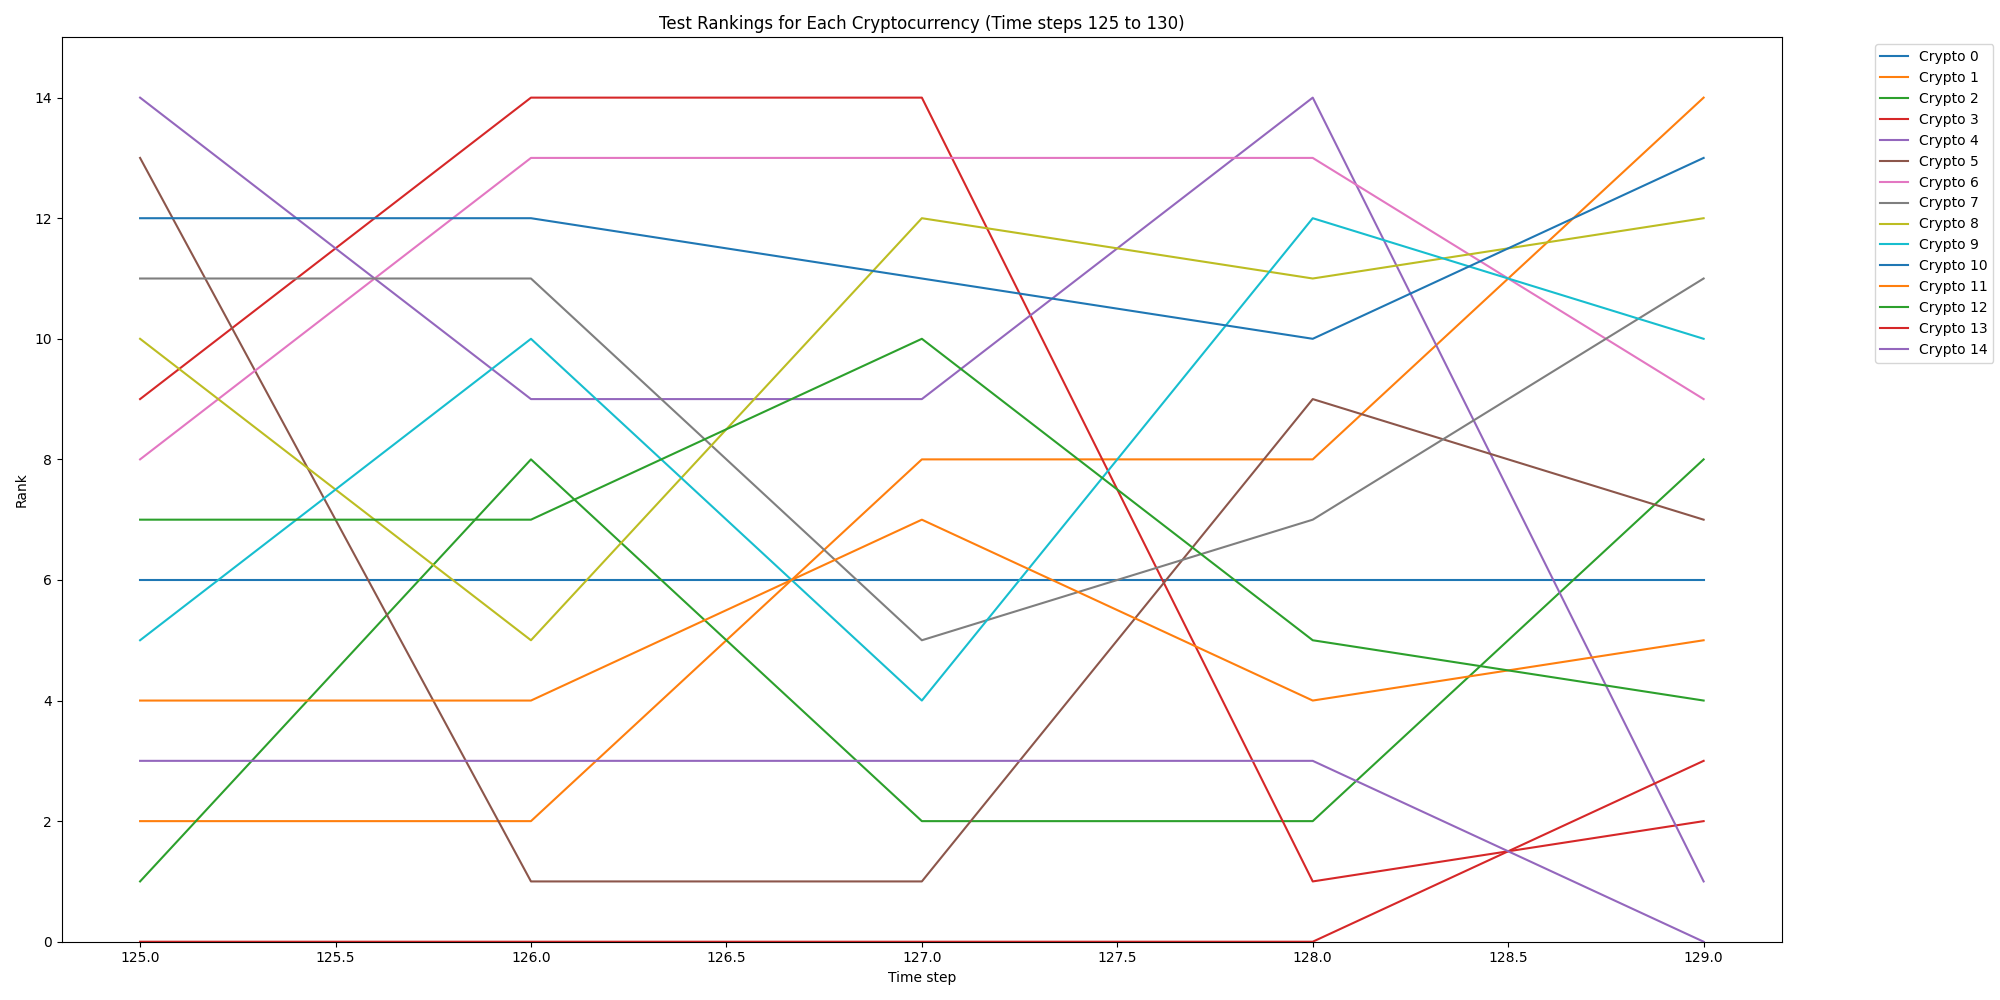 Test Rankings for Each Cryptocurrency (Time steps 125 to 130)
Rank
14
12
10
8
6
4
2
0
125.0 125.5 126.0 126.5 127.0 127.5 128.0 128.5 129.0
Time step
Crypto 0
Crypto 1
Crypto 2
Crypto 3
Crypto 4
Crypto 5
Crypto 6
Crypto 7
Crypto 8
Crypto 9
Crypto 10
Crypto 11
Crypto 12
Crypto 13
Crypto 14